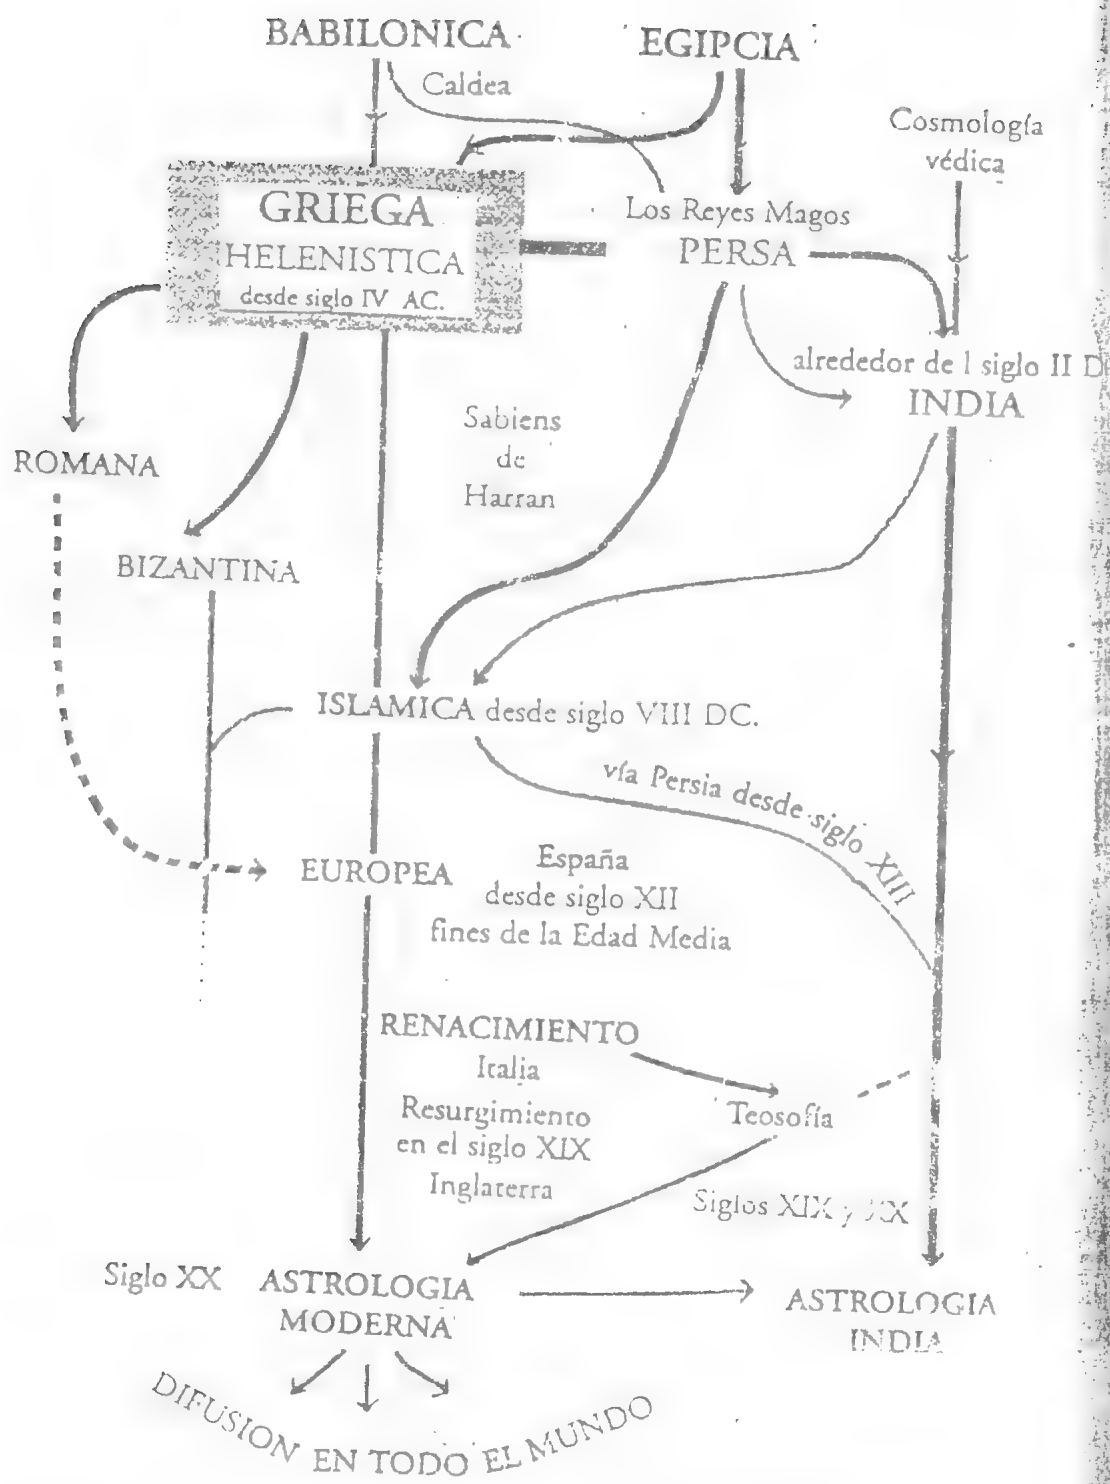 BABILONICA
EGIPCIA
Caldea
Cosmología
védica
GRIEGA
HELENISTICA
desde siglo IV AC.
Los Reyes Magos
PERSA
alrededor de l siglo II D
INDIA
Sabiens
de
Harran
ROMANA
BIZANTINA
ISLAMICA desde siglo VIII DC.
vía Persia desde siglo XIII
EUROPEA
España
desde siglo XII
fines de la Edad Media
RENACIMIENTO
Italia
Resurgimiento
en el siglo XIX
Inglaterra
Teosofía
Siglos XIX y XX
Siglo XX
ASTROLOGIA
MODERNA
ASTROLOGIA
INDIA
DIFUSION EN TODO EL MUNDO